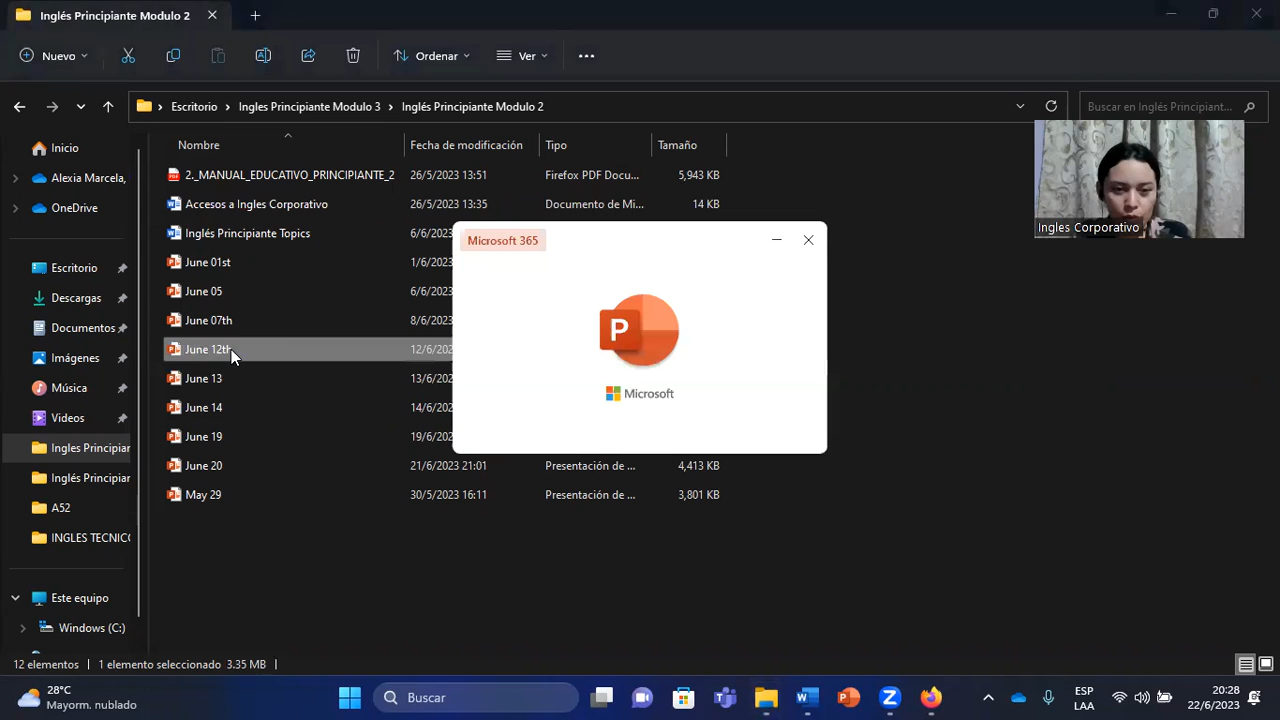 Inglés Principiante Modulo 2
Nuevo
Ordenar
Ver
Escritorio > Ingles Principiante Modulo 3 > Inglés Principiante Modulo 2
Buscar en Inglés Principiant...
Nombre Fecha de modificación Tipo Tamaño
2._MANUAL_EDUCATIVO_PRINCIPIANTE_2 26/5/2023 13:51 Firefox PDF Docu... 5,943 KB
Accesos a Ingles Corporativo 26/5/2023 13:35 Documento de Mi... 14 KB
Inglés Principiante Topics 6/6/2023
June 01st 1/6/2023
June 05 6/6/2023
June 07th 8/6/2023
June 12th 12/6/202
June 13 13/6/202
June 14 14/6/202
June 19 19/6/202
June 20 21/6/2023 21:01 Presentación de ... 4,413 KB
May 29 30/5/2023 16:11 Presentación de ... 3,801 KB
Inicio
Alexia Marcela,
OneDrive
Escritorio
Descargas
Documentos
Imágenes
Música
Videos
Ingles Principiar
Inglés Principiar
A52
INGLES TECNICO
Este equipo
Windows (C:)
Microsoft 365
P
Microsoft
Ingles Corporativo
12 elementos 1 elemento seleccionado 3.35 MB
28°C
Mayorm. nublado
Buscar
ESP
LAA
20:28
22/6/2023